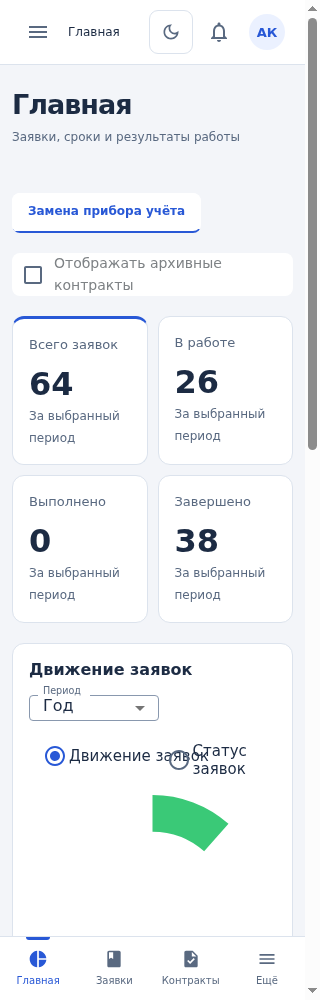 Главная
АК
Главная
Заявки, сроки и результаты работы
Замена прибора учёта
Отображать архивные
контракты
Всего заявок
64
За выбранный
период
В работе
26
За выбранный
период
Выполнено
0
За выбранный
период
Завершено
38
За выбранный
период
Движение заявок
Период
Год
Движение заявок
Статус
заявок
Главная
Заявки
Контракты
Ещё